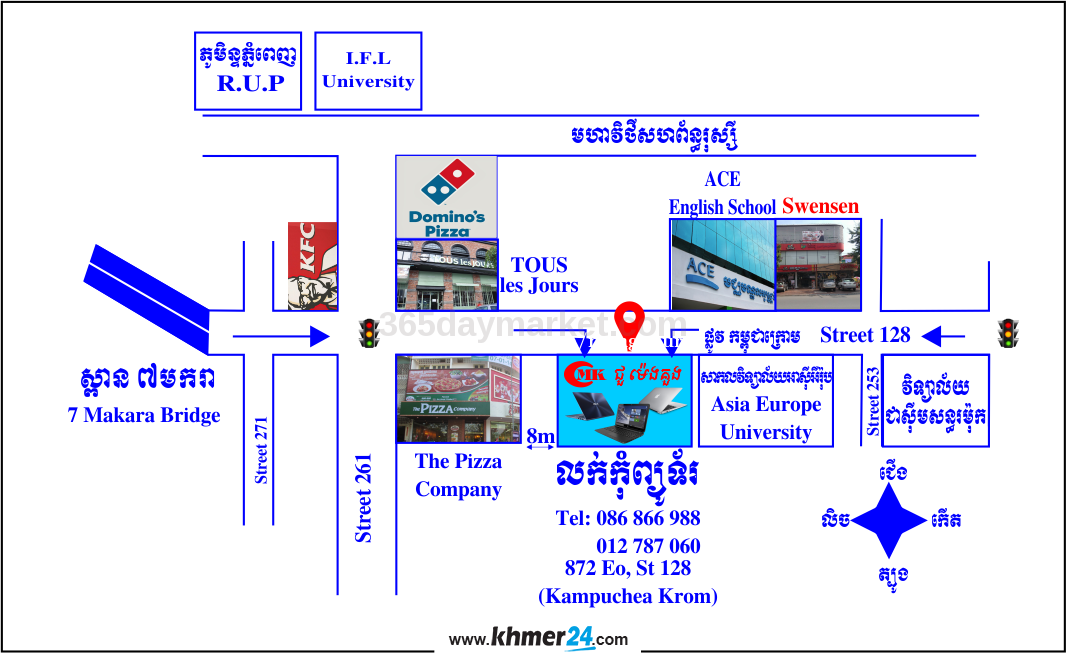 ភូមិន្ទភ្នំពេញ
R.U.P
I.F.L
University
មហាវិថីសហព័ន្ធរុស្សី
Domino's
Pizza
ACE
English School Swensen
KFC
TOUS les JOURS
TOUS
les Jours
ACE
365daymarket.com
ផ្លូវ កម្ពុជាក្រោម Street 128
ស្ពាន ៧មករា
7 Makara Bridge
Street 271
Street 261
The PIZZA Company
The Pizza
Company
8m
CMK ជួ ម៉េងគួង
លក់កុំព្យូទ័រ
Tel: 086 866 988
012 787 060
872 Eo, St 128
(Kampuchea Krom)
សាកលវិទ្យាល័យអាស៊ីអឺរ៉ុប
Asia Europe
University
Street 253
វិទ្យាល័យ
ជាស៊ីមសន្ធរម៉ុក
ជើង
លិច
កើត
ត្បូង
www.khmer24.com